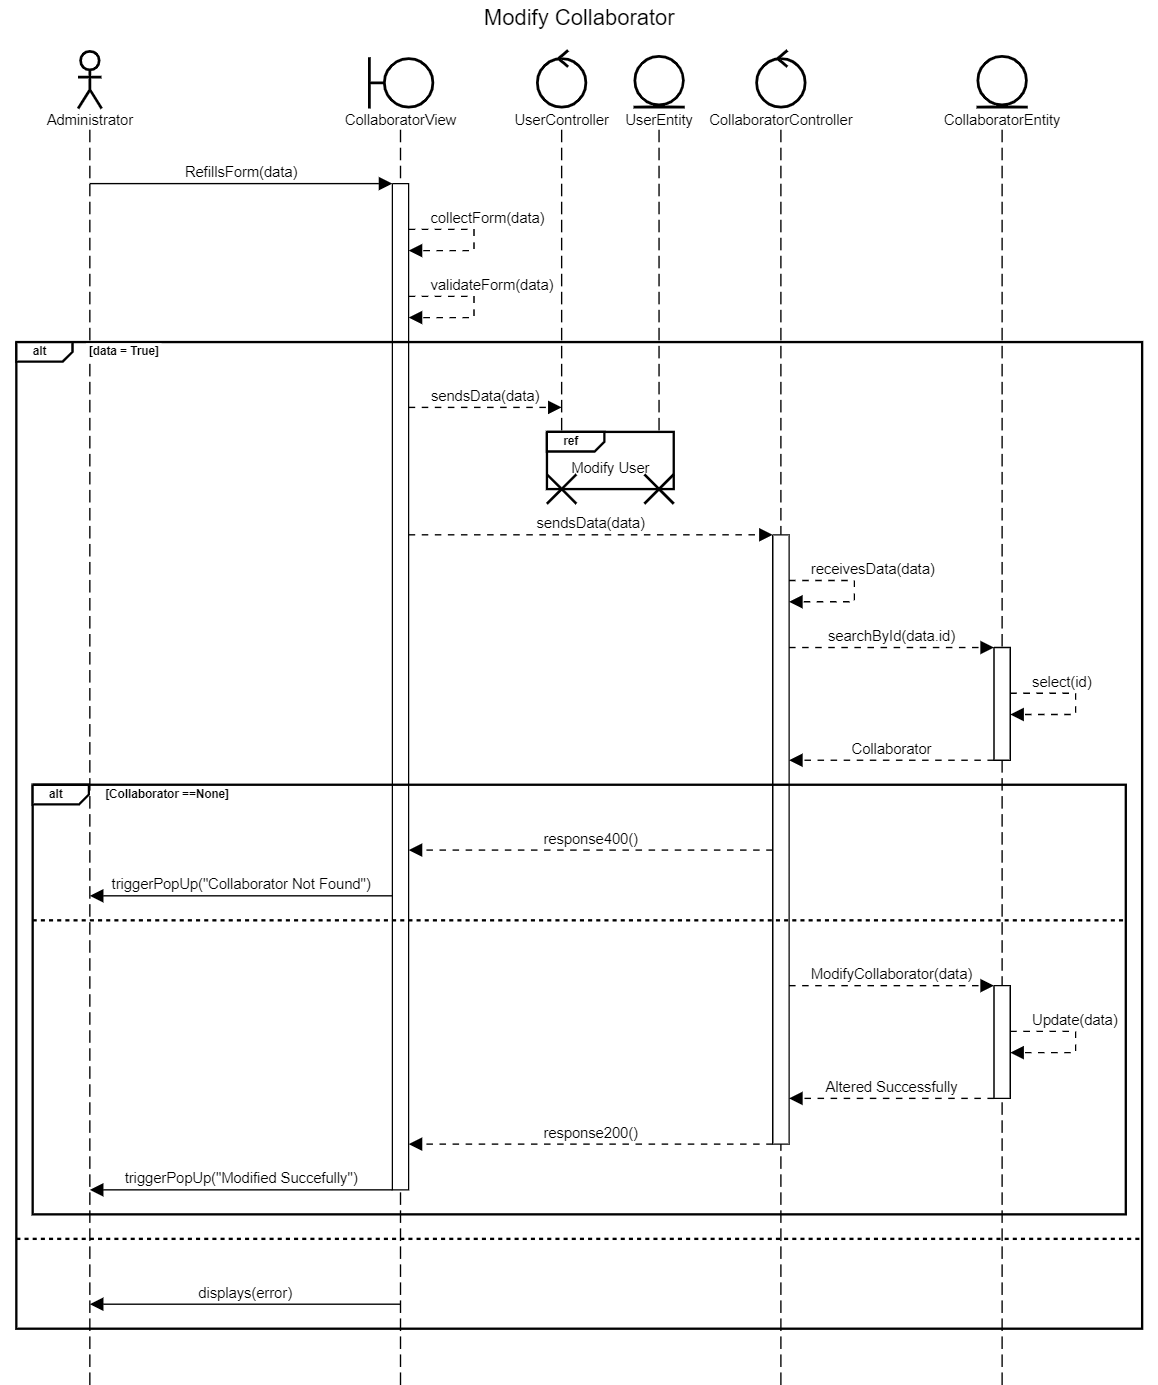 Modify Collaborator
Administrator
CollaboratorView
UserController
UserEntity
CollaboratorController
CollaboratorEntity
RefillsForm(data)
collectForm(data)
validateForm(data)
alt
[data = True]
sendsData(data)
ref
Modify User
sendsData(data)
receivesData(data)
searchById(data.id)
select(id)
Collaborator
alt
[Collaborator ==None]
response400()
triggerPopUp("Collaborator Not Found")
ModifyCollaborator(data)
Update(data)
Altered Successfully
response200()
triggerPopUp("Modified Succefully")
displays(error)